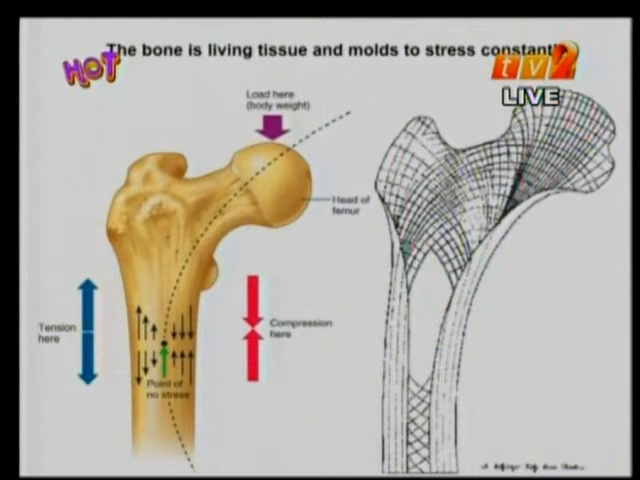 The bone is living tissue and molds to stress constantly
HOT
tv2
LIVE
Load here
(body weight)
Head of
femur
Tension
here
Compression
here
Point of
no stress